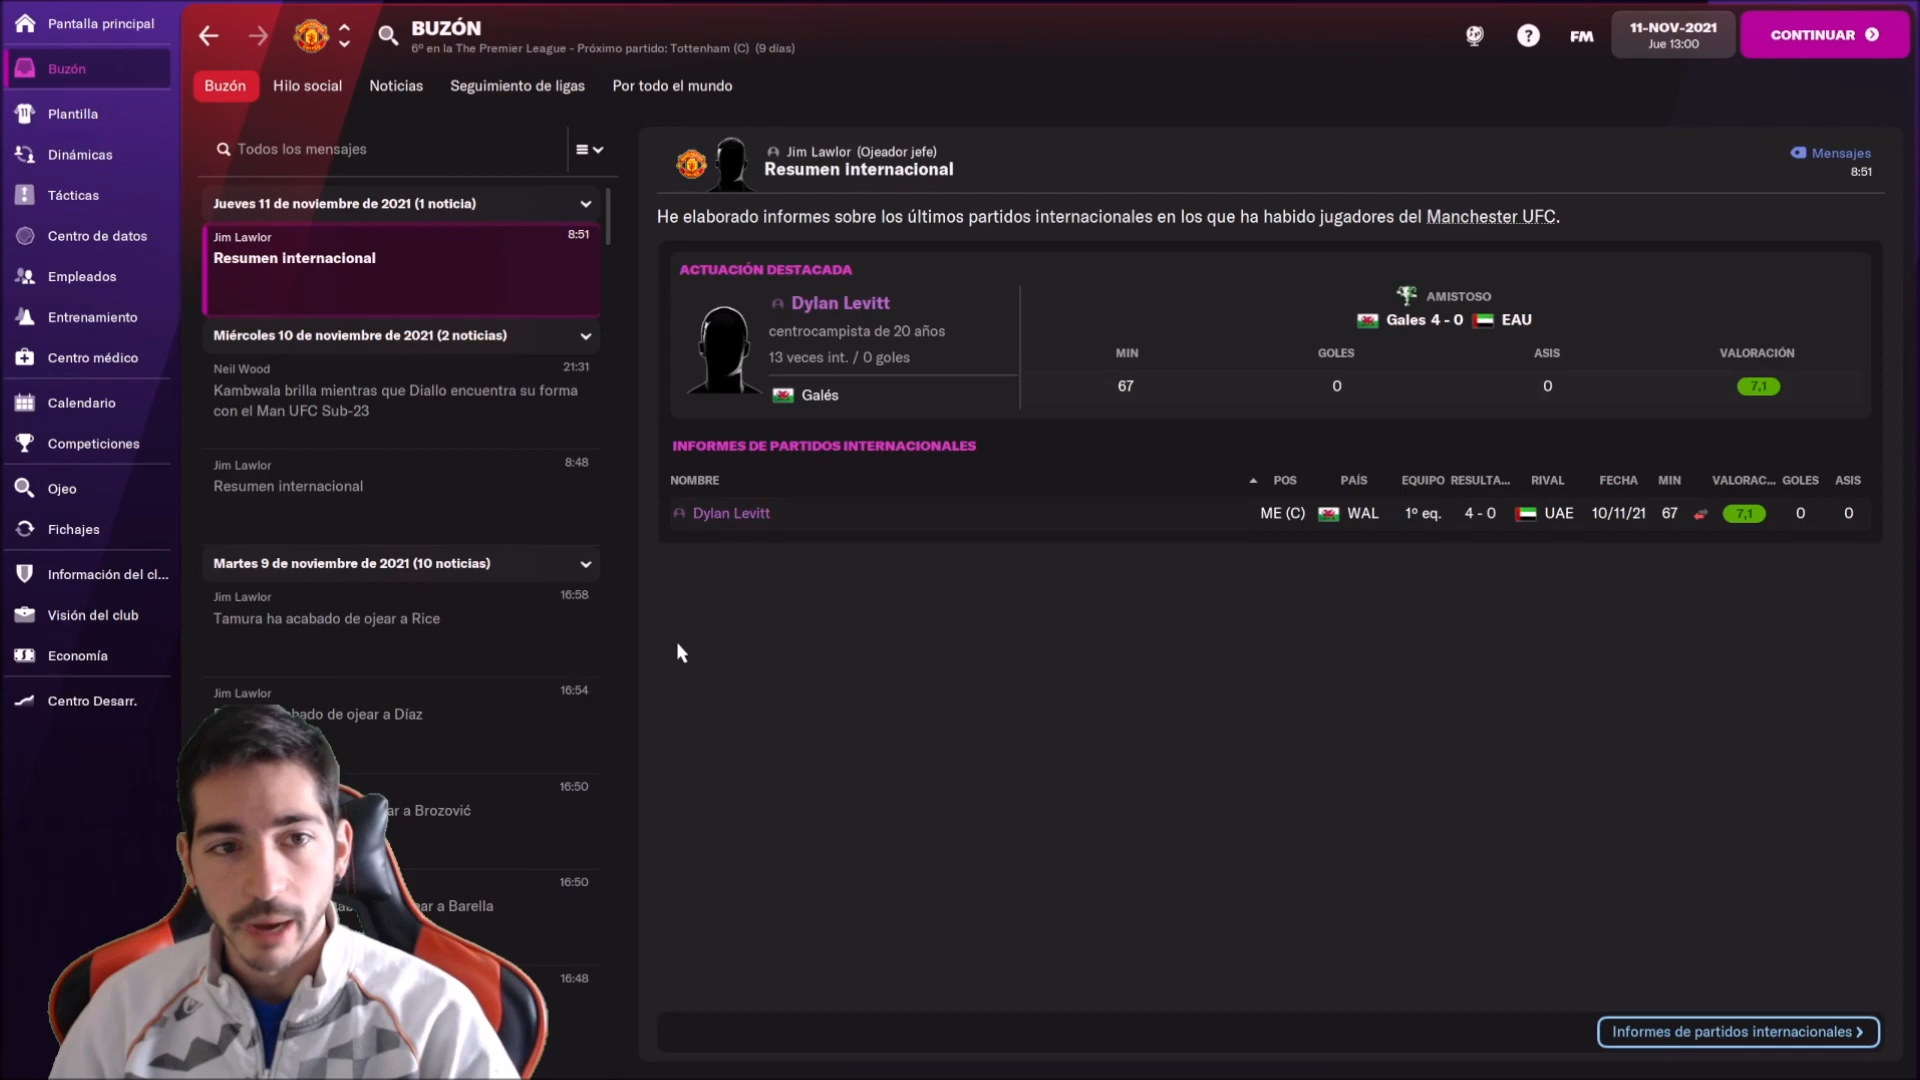 Pantalla principal
Buzón
Plantilla
Dinámicas
Tácticas
Centro de datos
Empleados
Entrenamiento
Centro médico
Calendario
Competiciones
Ojeo
Fichajes
Información del cl...
Visión del club
Economía
Centro Desarr.
BUZÓN
6º en la The Premier League - Próximo partido: Tottenham (C) (9 días)
FM
11-NOV-2021
Jue 13:00
CONTINUAR
Buzón Hilo social Noticias Seguimiento de ligas Por todo el mundo
Todos los mensajes
Jueves 11 de noviembre de 2021 (1 noticia)
Jim Lawlor 8:51
Resumen internacional
Miércoles 10 de noviembre de 2021 (2 noticias)
Neil Wood 21:31
Kambwala brilla mientras que Diallo encuentra su forma
con el Man UFC Sub-23
Jim Lawlor 8:48
Resumen internacional
Martes 9 de noviembre de 2021 (10 noticias)
Jim Lawlor 16:58
Tamura ha acabado de ojear a Rice
Jim Lawlor 16:54
de ojear a Díaz
16:50
a Brozović
16:50
a Barella
16:48
Jim Lawlor (Ojeador jefe)
Resumen internacional
Mensajes
8:51
He elaborado informes sobre los últimos partidos internacionales en los que ha habido jugadores del Manchester UFC.
ACTUACIÓN DESTACADA
Dylan Levitt
centrocampista de 20 años
13 veces int. / 0 goles
Galés
AMISTOSO
Gales 4 - 0 EAU
MIN GOLES ASIS VALORACIÓN
67 0 0 7,1
INFORMES DE PARTIDOS INTERNACIONALES
NOMBRE POS PAÍS EQUIPO RESULTA... RIVAL FECHA MIN VALORAC... GOLES ASIS
Dylan Levitt ME (C) WAL 1º eq. 4 - 0 UAE 10/11/21 67 7,1 0 0
Informes de partidos internacionales